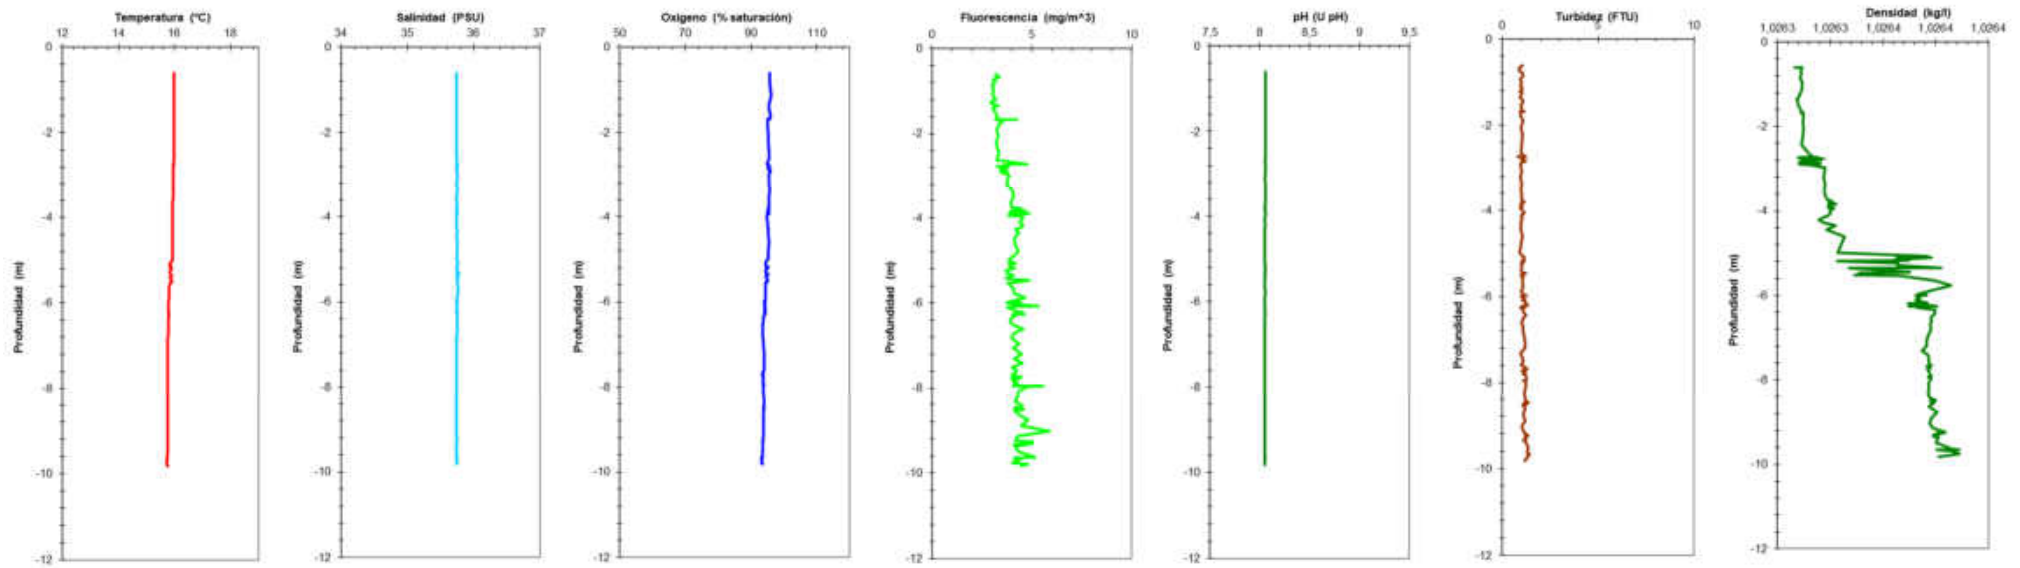 Temperatura (ºC)
12 14 16 18
0
-2
-4
-6
-8
-10
-12
Profundidad (m)
Salinidad (PSU)
34 35 36 37
0
-2
-4
-6
-8
-10
-12
Profundidad (m)
Oxigeno (% saturación)
50 70 90 110
0
-2
-4
-6
-8
-10
-12
Profundidad (m)
Fluorescencia (mg/m^3)
0 5 10
0
-2
-4
-6
-8
-10
-12
Profundidad (m)
pH (U pH)
7,5 8 8,5 9 9,5
0
-2
-4
-6
-8
-10
-12
Profundidad (m)
Turbidez (FTU)
0 5 10
0
-2
-4
-6
-8
-10
-12
Profundidad (m)
Densidad (kg/l)
1,0263 1,0263 1,0264 1,0264 1,0264
0
-2
-4
-6
-8
-10
-12
Profundidad (m)